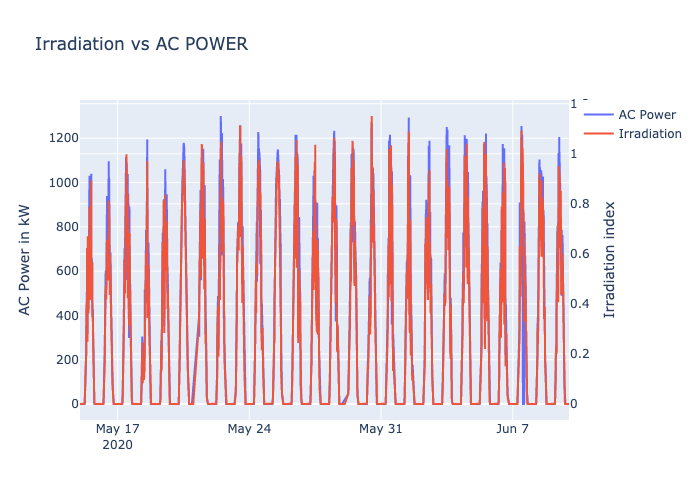 Irradiation vs AC POWER
AC Power
Irradiation
1200
1000
800
600
400
200
0
AC Power in kW
1
0.8
0.6
0.4
0.2
0
Irradiation index
May 17
2020
May 24
May 31
Jun 7